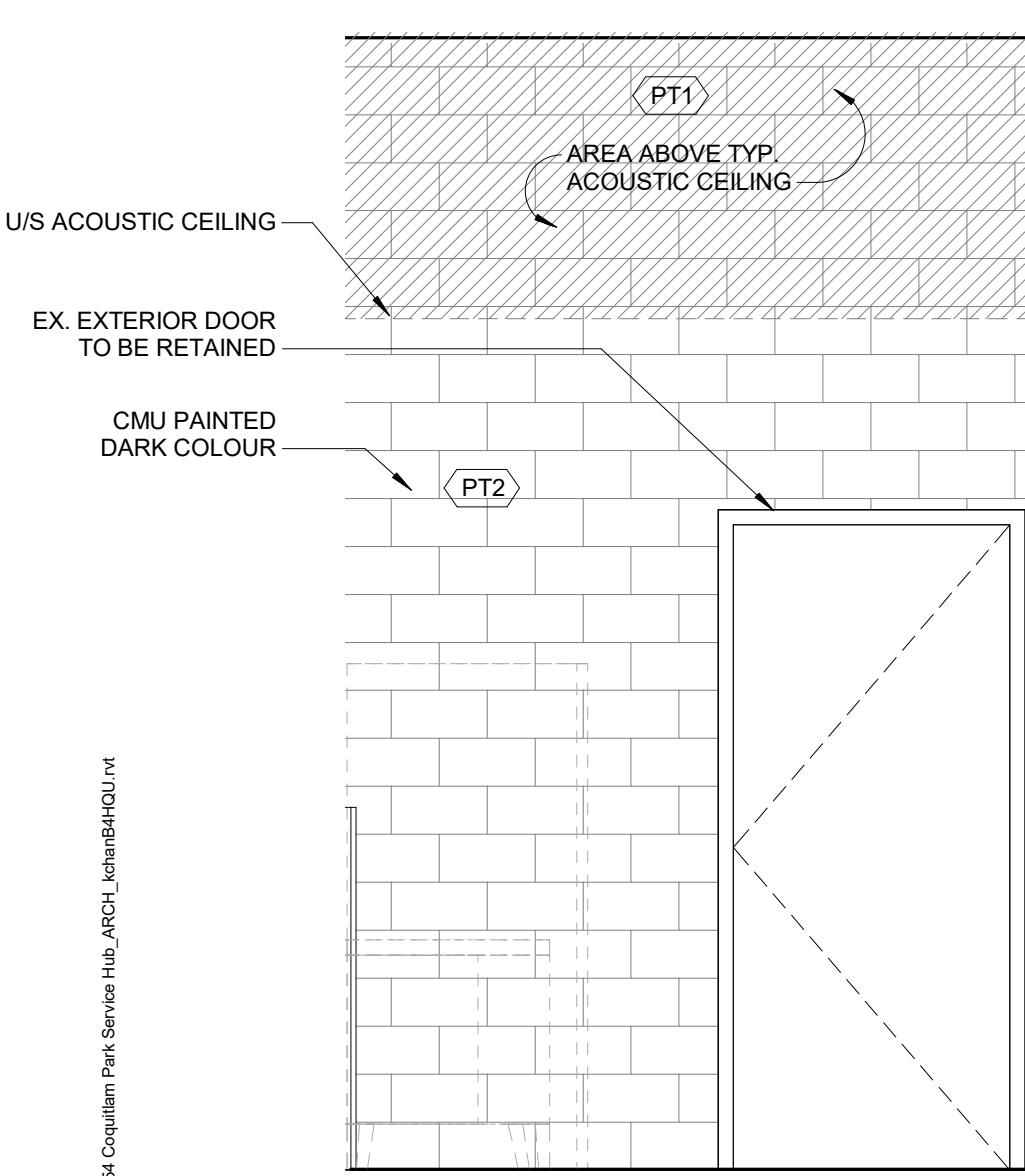 PT1
AREA ABOVE TYP.
ACOUSTIC CEILING
U/S ACOUSTIC CEILING
EX. EXTERIOR DOOR
TO BE RETAINED
CMU PAINTED
DARK COLOUR
PT2
Coquitlam Park Service Hub_ARCH_kchanB4HQU.rvt